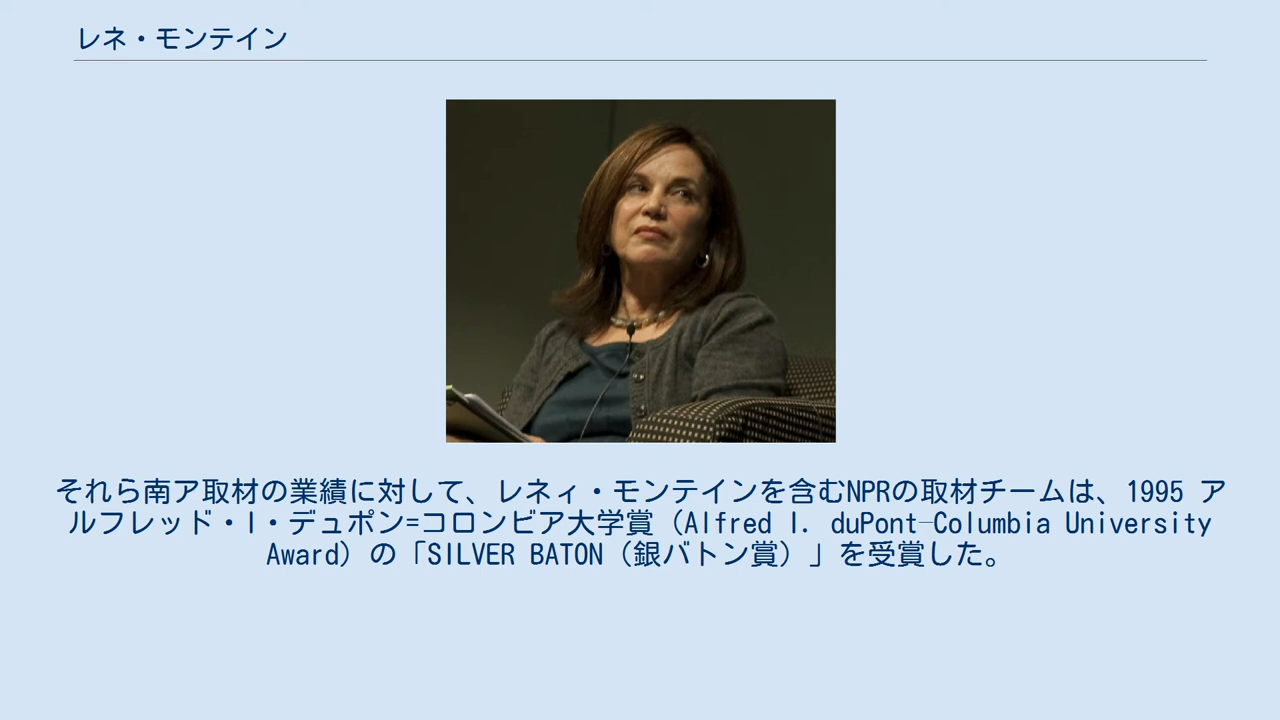 レネ・モンテイン
それら南ア取材の業績に対して、レネィ・モンテインを含むNPRの取材チームは、1995 ア
ルフレッド・I・デュポン=コロンビア大学賞（Alfred I. duPont–Columbia University
Award）の「SILVER BATON（銀バトン賞）」を受賞した。